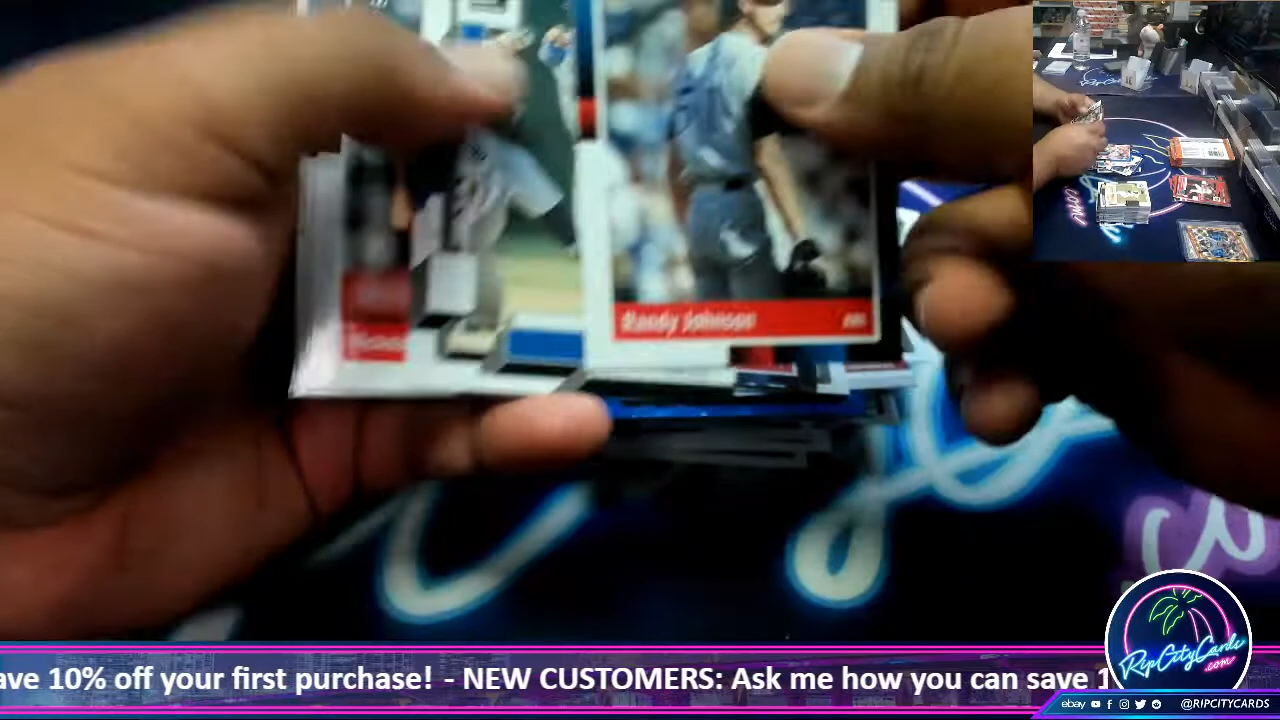 Randy Johnson
ave 10% off your first purchase! - NEW CUSTOMERS: Ask me how you can save 1
RipCityCards
.com
ebay
@RIPCITYCARDS